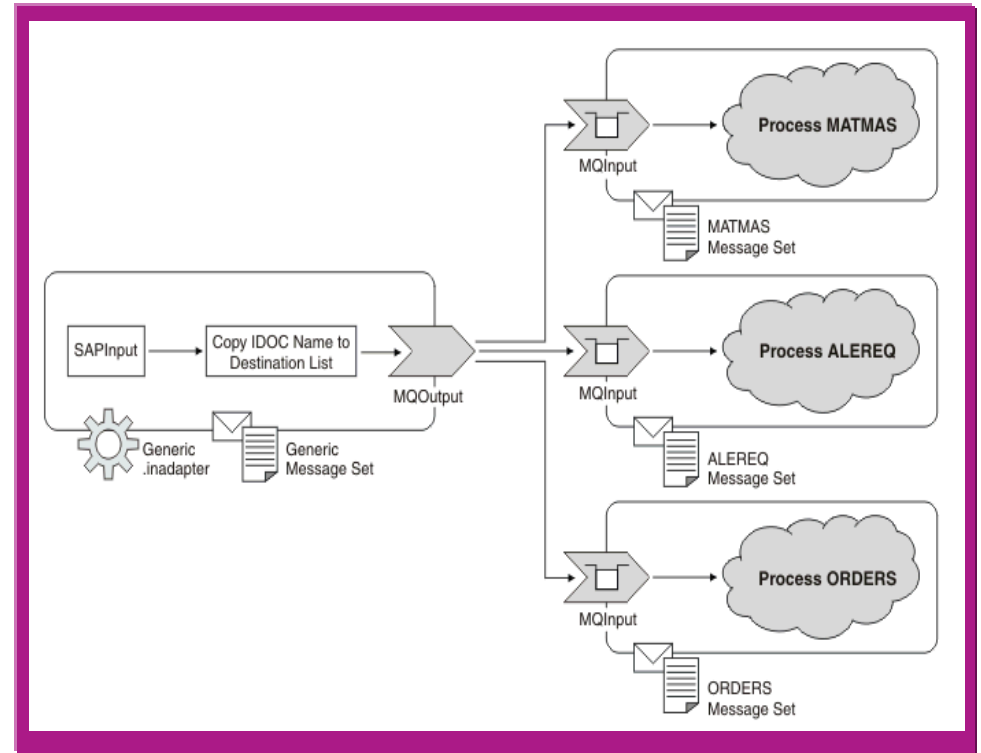 SAPInput
Copy IDOC Name to
Destination List
MQOutput
Generic
.inadapter
Generic
Message Set
Process MATMAS
MQInput
MATMAS
Message Set
Process ALEREQ
MQInput
ALEREQ
Message Set
Process ORDERS
MQInput
ORDERS
Message Set